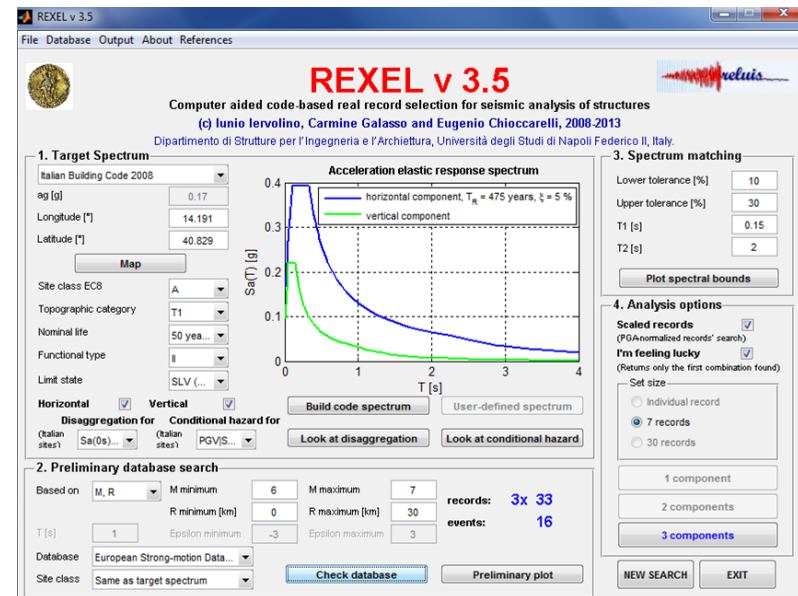 REXEL v 3.5
File Database Output About References
REXEL v 3.5
reluis
Computer aided code-based real record selection for seismic analysis of structures
(c) Iunio Iervolino, Carmine Galasso and Eugenio Chioccarelli, 2008-2013
Dipartimento di Strutture per l'Ingegneria e l'Archiettura, Università degli Studi di Napoli Federico II, Italy.
1. Target Spectrum
Italian Building Code 2008
ag [g] 0.17
Longitude [°] 14.191
Latitude [°] 40.829
Map
Site class EC8 A
Topographic category T1
Nominal life 50 yea...
Functional type II
Limit state SLV (...
Horizontal Vertical
Disaggregation for Conditional hazard for
(Italian sites) Sa(0s)... (Italian sites) PGV|S...
Acceleration elastic response spectrum
horizontal component, TR = 475 years, ξ = 5 %
vertical component
Sa(T) [g]
0.4
0.3
0.2
0.1
0
0 1 2 3 4
T [s]
Build code spectrum User-defined spectrum
Look at disaggregation Look at conditional hazard
2. Preliminary database search
Based on M, R M minimum 6 M maximum 7
R minimum [km] 0 R maximum [km] 30
T [s] 1 Epsilon minimum -3 Epsilon maximum 3
records: 3x 33
events: 16
Database European Strong-motion Data...
Site class Same as target spectrum
Check database Preliminary plot
3. Spectrum matching
Lower tolerance [%] 10
Upper tolerance [%] 30
T1 [s] 0.15
T2 [s] 2
Plot spectral bounds
4. Analysis options
Scaled records
(PGA-normalized records' search)
I'm feeling lucky
(Returns only the first combination found)
Set size
Individual record
7 records
30 records
1 component
2 components
3 components
NEW SEARCH EXIT